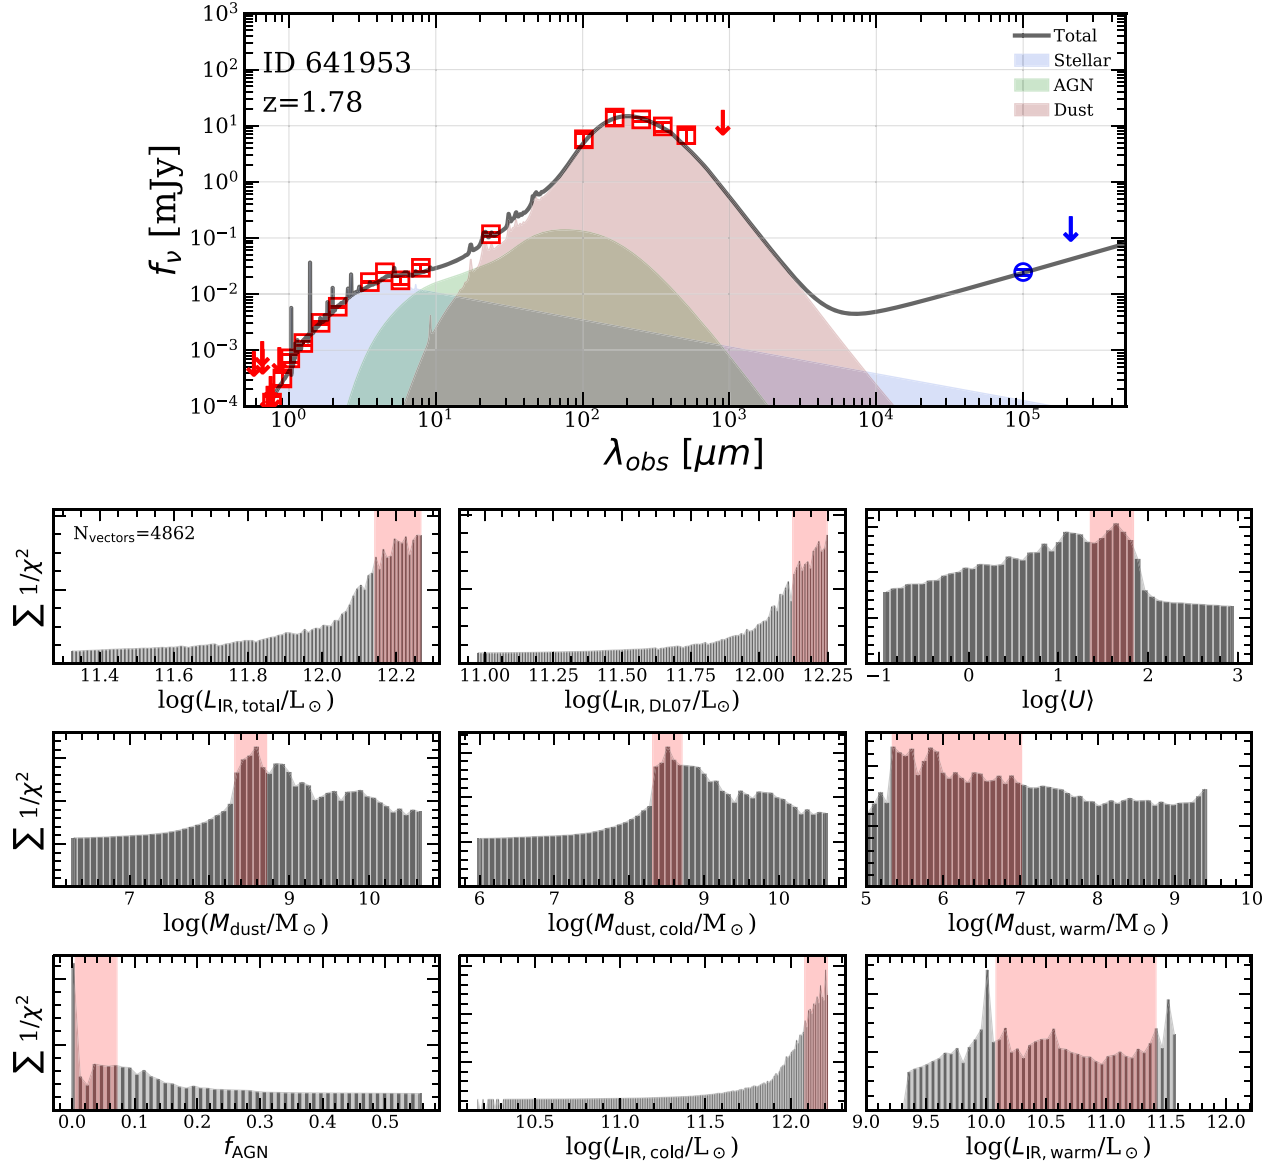 10³
10²
10¹
10⁰
10⁻¹
10⁻²
10⁻³
10⁻⁴
f_ν [mJy]
ID 641953
z=1.78
Total
Stellar
AGN
Dust
10⁰ 10¹ 10² 10³ 10⁴ 10⁵
λ_obs [μm]
∑ 1/χ²
N_vectors=4862
11.4 11.6 11.8 12.0 12.2
log(L_IR, total/L_⊙)
11.00 11.25 11.50 11.75 12.00 12.25
log(L_IR, DL07/L_⊙)
−1 0 1 2 3
log⟨U⟩
∑ 1/χ²
7 8 9 10
log(M_dust/M_⊙)
6 7 8 9 10
log(M_dust, cold/M_⊙)
5 6 7 8 9 10
log(M_dust, warm/M_⊙)
∑ 1/χ²
0.0 0.1 0.2 0.3 0.4 0.5
f_AGN
10.5 11.0 11.5 12.0
log(L_IR, cold/L_⊙)
9.0 9.5 10.0 10.5 11.0 11.5 12.0
log(L_IR, warm/L_⊙)